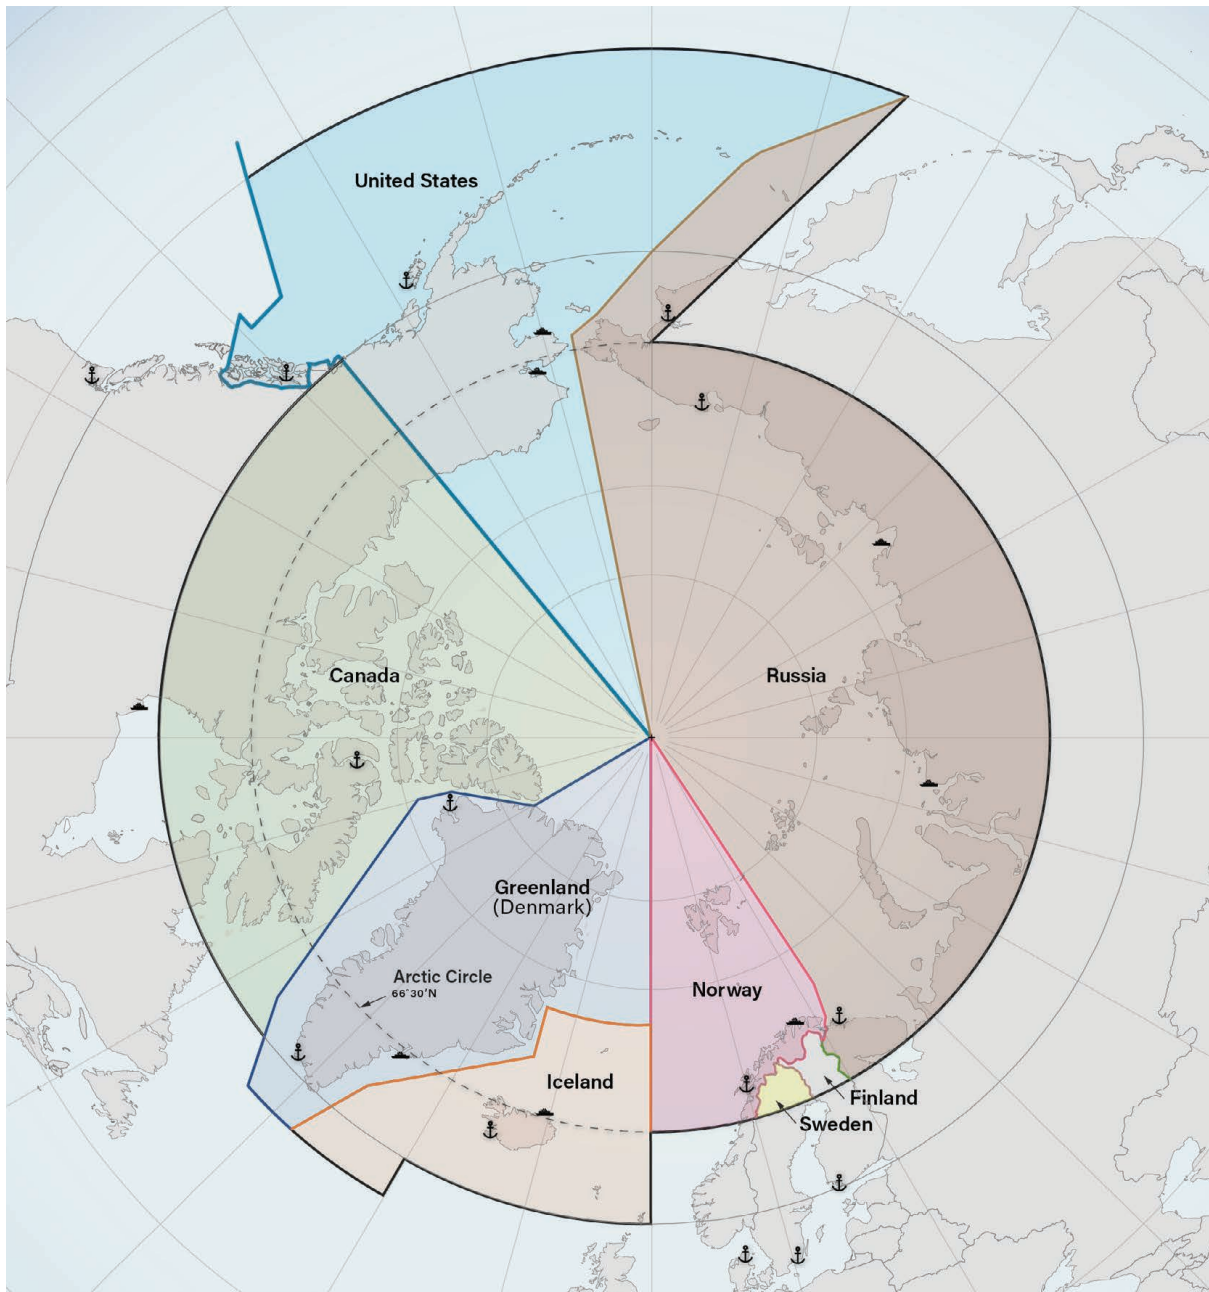 United States
Canada
Russia
Greenland
(Denmark)
Arctic Circle
66°30'N
Norway
Iceland
Finland
Sweden